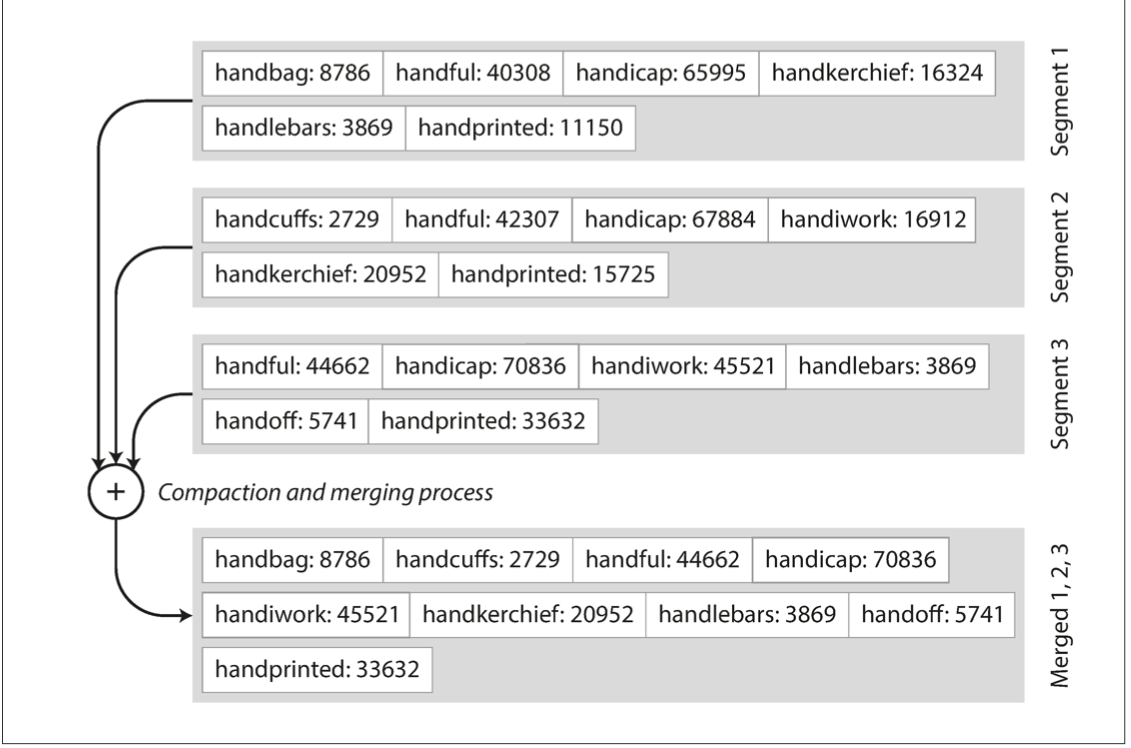 handbag: 8786 handful: 40308 handicap: 65995 handkerchief: 16324
handlebars: 3869 handprinted: 11150
Segment 1
handcuffs: 2729 handful: 42307 handicap: 67884 handiwork: 16912
handkerchief: 20952 handprinted: 15725
Segment 2
handful: 44662 handicap: 70836 handiwork: 45521 handlebars: 3869
handoff: 5741 handprinted: 33632
Segment 3
+ Compaction and merging process
handbag: 8786 handcuffs: 2729 handful: 44662 handicap: 70836
handiwork: 45521 handkerchief: 20952 handlebars: 3869 handoff: 5741
handprinted: 33632
Merged 1, 2, 3